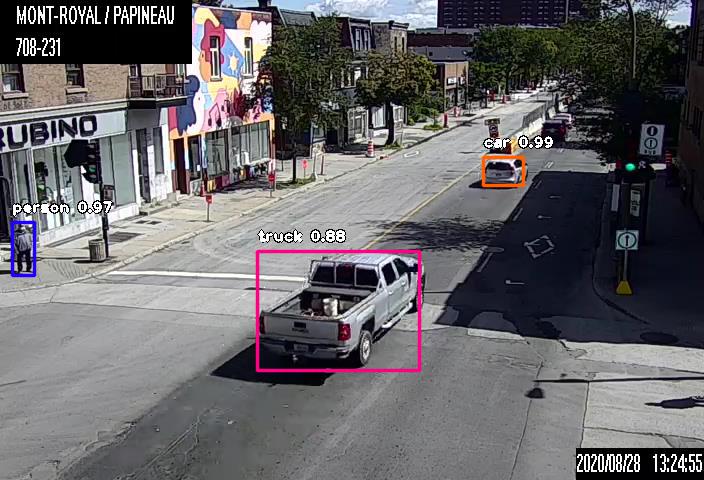 MONT-ROYAL / PAPINEAU
708-231
RUBINO
car 0.99
person 0.97
truck 0.88
2020/08/28 13:24:55